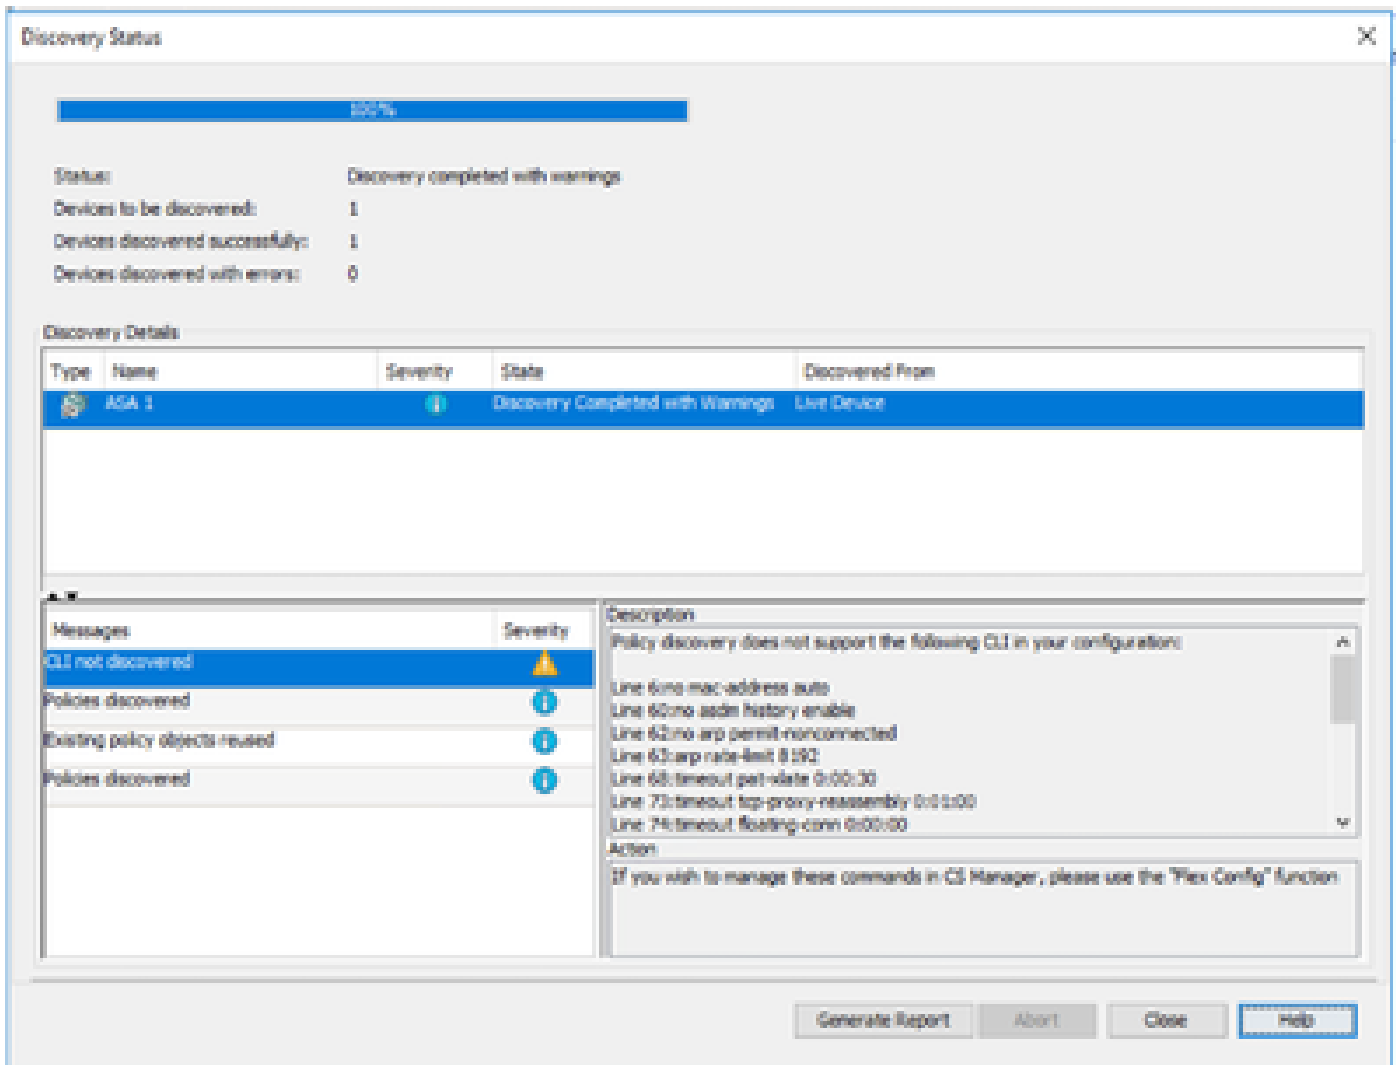 Discovery Status
100%
Status: Discovery completed with warnings
Devices to be discovered: 1
Devices discovered successfully: 1
Devices discovered with errors: 0
Discovery Details
Type Name Severity State Discovered From
ASA 1 Discovery Completed with Warnings Live Device
Messages Severity
CLI not discovered
Policies discovered
Existing policy objects reused
Policies discovered
Description
Policy discovery does not support the following CLI in your configuration:
Line 6:no mac-address auto
Line 60:no asdm history enable
Line 62:no arp permit-nonconnected
Line 63:arp rate-limit 8192
Line 68:timeout pat-xlate 0:00:30
Line 73:timeout tcp-proxy-reassembly 0:01:00
Line 74:timeout floating-conn 0:00:00
Action
If you wish to manage these commands in CS Manager, please use the "Flex Config" function
Generate Report Abort Close Help